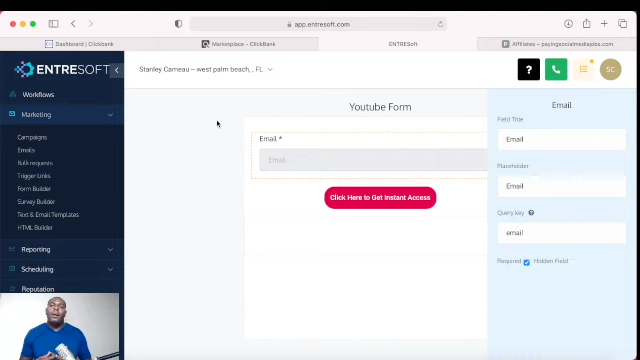 app.entresoft.com
Dashboard | Clickbank
Marketplace – ClickBank
ENTRESOFT
Affiliates – payingsocialmediajobs.com
ENTRESOFT
Stanley Cameau – west palm beach, , FL
?
SC
Workflows
Marketing
Campaigns
Emails
Bulk requests
Trigger Links
Form Builder
Survey Builder
Text & Email Templates
HTML Builder
Reporting
Scheduling
Reputation
Youtube Form
Email *
Email
Click Here to Get Instant Access
Email
Field Title
Email
Placeholder
Email
Query key ?
email
Required
Hidden Field